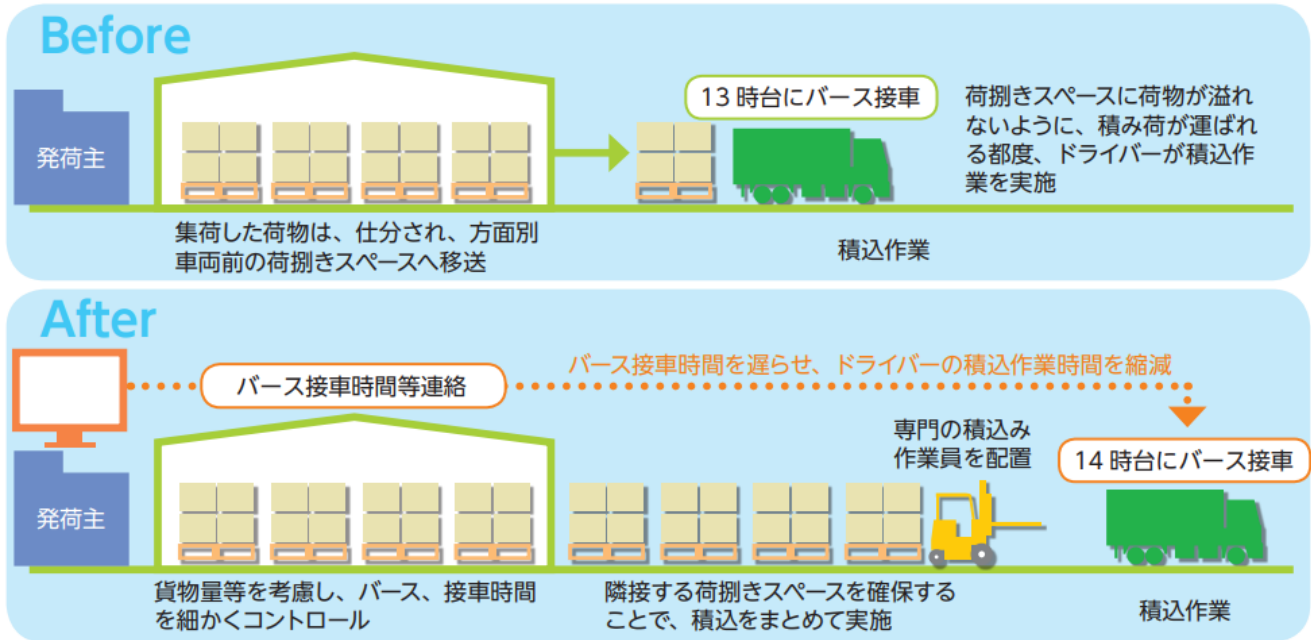 Before
発荷主
集荷した荷物は、仕分され、方面別
車両前の荷捌きスペースへ移送
13時台にバース接車
積込作業
荷捌きスペースに荷物が溢れ
ないように、積み荷が運ばれ
る都度、ドライバーが積込作
業を実施
After
バース接車時間等連絡
バース接車時間を遅らせ、ドライバーの積込作業時間を縮減
発荷主
貨物量等を考慮し、バース、接車時間
を細かくコントロール
隣接する荷捌きスペースを確保する
ことで、積込をまとめて実施
専門の積込み
作業員を配置
14時台にバース接車
積込作業